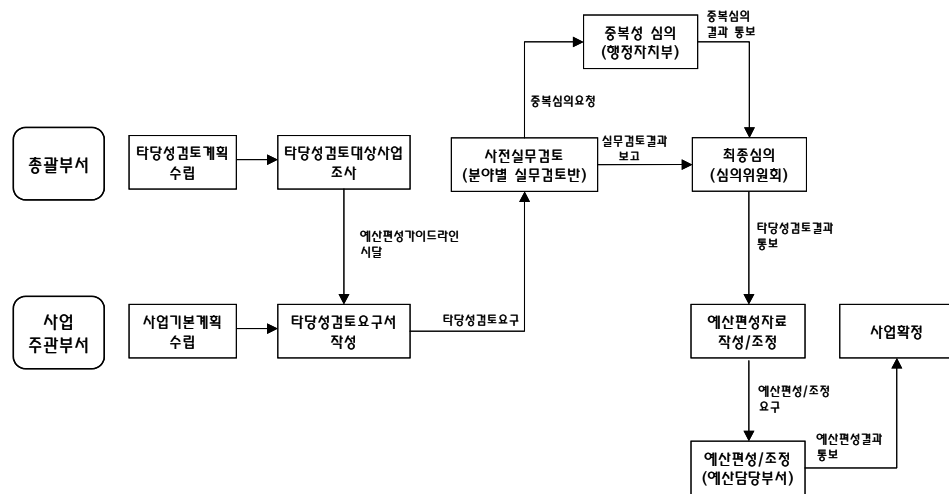 중복성 심의
(행정자치부)
중복심의
결과 통보
중복심의요청
총괄부서
타당성검토계획
수립
타당성검토대상사업
조사
사전실무검토
(분야별 실무검토반)
실무검토결과
보고
최종심의
(심의위원회)
예산편성가이드라인
시달
타당성검토결과
통보
사업
주관부서
사업기본계획
수립
타당성검토요구서
작성
타당성검토요구
예산편성자료
작성/조정
사업확정
예산편성/조정
요구
예산편성/조정
(예산담당부서)
예산편성결과
통보